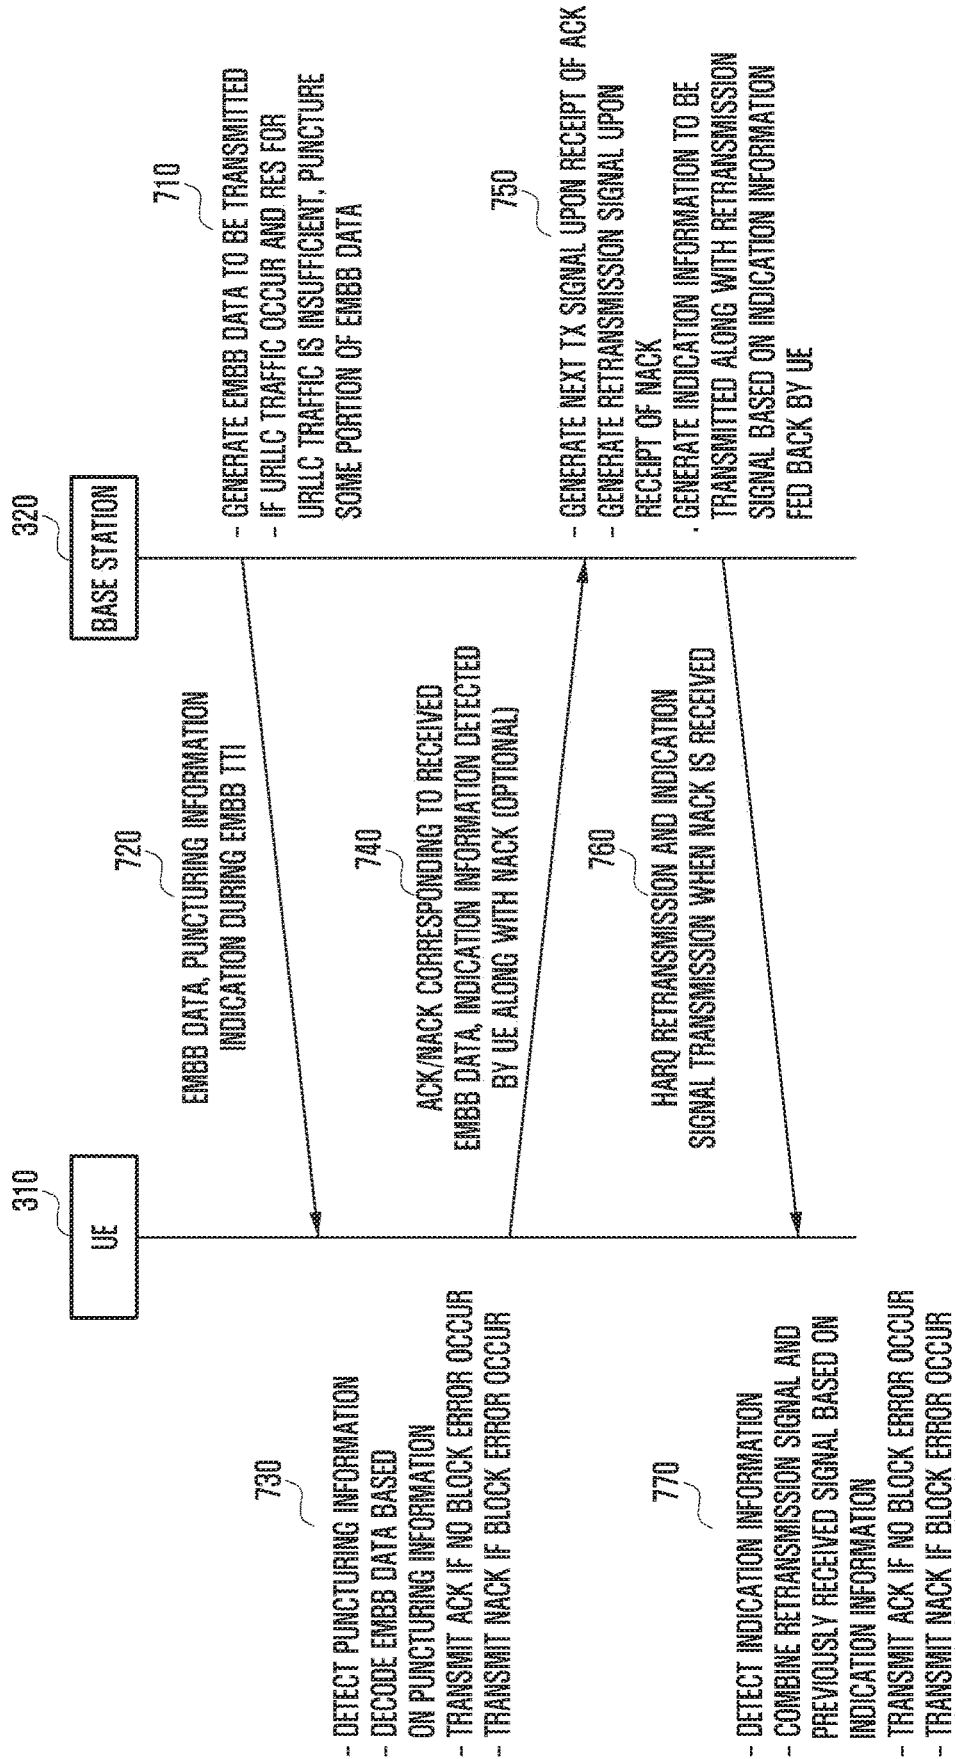 310
UE
320
BASE STATION
710
- GENERATE EMBB DATA TO BE TRANSMITTED
- IF URLLC TRAFFIC OCCUR AND RES FOR
URLLC TRAFFIC IS INSUFFICIENT, PUNCTURE
SOME PORTION OF EMBB DATA
720
EMBB DATA, PUNCTURING INFORMATION
INDICATION DURING EMBB TTI
730
- DETECT PUNCTURING INFORMATION
- DECODE EMBB DATA BASED
ON PUNCTURING INFORMATION
- TRANSMIT ACK IF NO BLOCK ERROR OCCUR
- TRANSMIT NACK IF BLOCK ERROR OCCUR
740
ACK/NACK CORRESPONDING TO RECEIVED
EMBB DATA, INDICATION INFORMATION DETECTED
BY UE ALONG WITH NACK (OPTIONAL)
750
- GENERATE NEXT TX SIGNAL UPON RECEIPT OF ACK
- GENERATE RETRANSMISSION SIGNAL UPON
RECEIPT OF NACK
. GENERATE INDICATION INFORMATION TO BE
TRANSMITTED ALONG WITH RETRANSMISSION
SIGNAL BASED ON INDICATION INFORMATION
FED BACK BY UE
760
HARQ RETRANSMISSION AND INDICATION
SIGNAL TRANSMISSION WHEN NACK IS RECEIVED
770
- DETECT INDICATION INFORMATION
- COMBINE RETRANSMISSION SIGNAL AND
PREVIOUSLY RECEIVED SIGNAL BASED ON
INDICATION INFORMATION
- TRANSMIT ACK IF NO BLOCK ERROR OCCUR
- TRANSMIT NACK IF BLOCK ERROR OCCUR